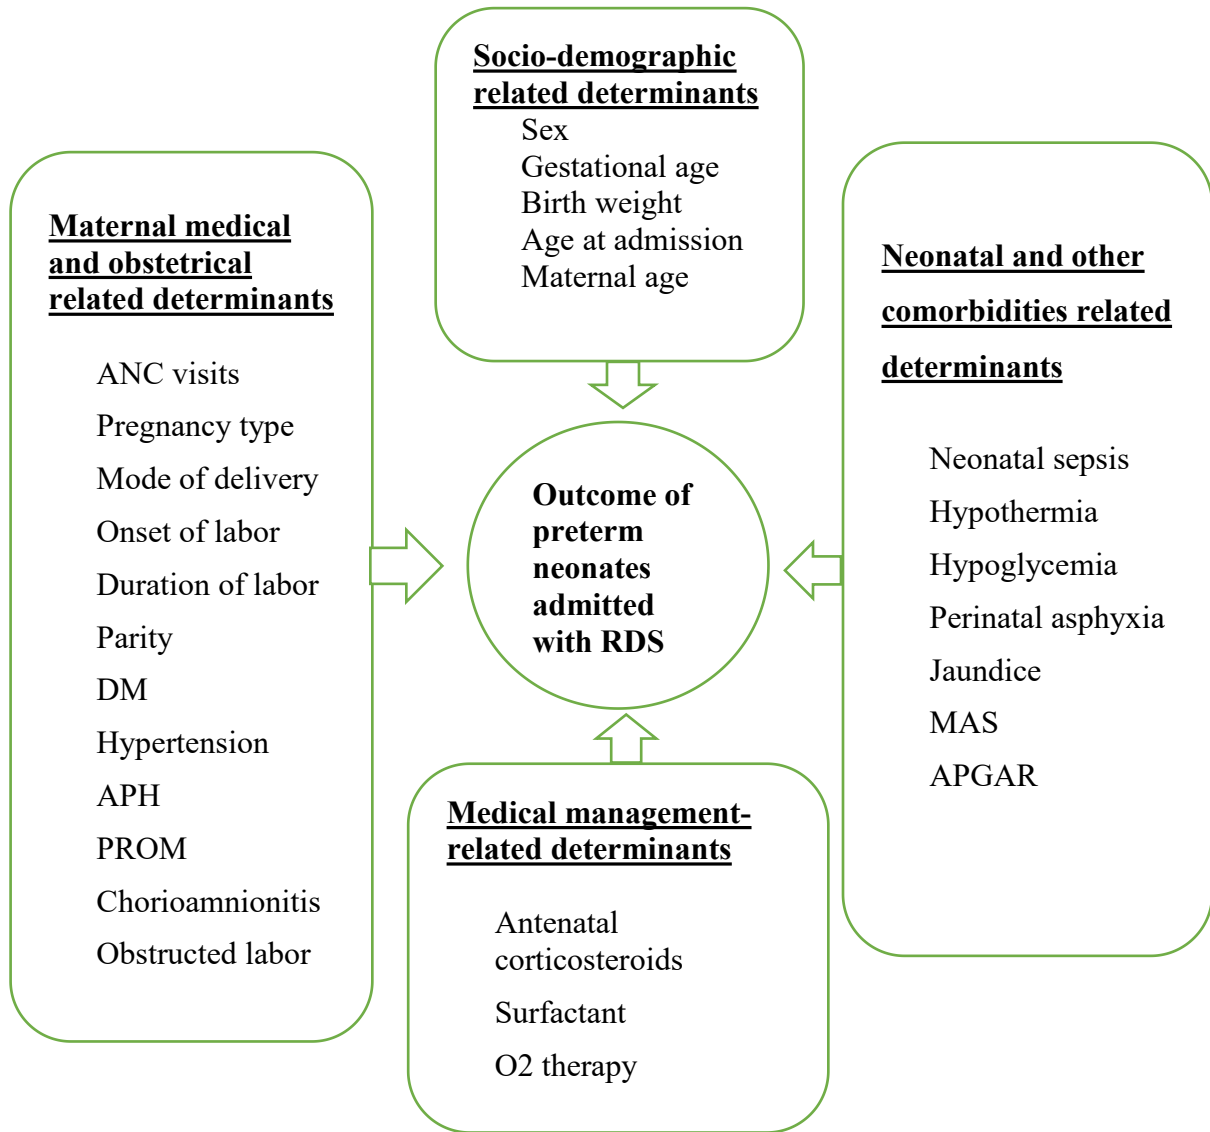 Socio-demographic
related determinants
Sex
Gestational age
Birth weight
Age at admission
Maternal age
Maternal medical
and obstetrical
related determinants
ANC visits
Pregnancy type
Mode of delivery
Onset of labor
Duration of labor
Parity
DM
Hypertension
APH
PROM
Chorioamnionitis
Obstructed labor
Outcome of
preterm
neonates
admitted
with RDS
Neonatal and other
comorbidities related
determinants
Neonatal sepsis
Hypothermia
Hypoglycemia
Perinatal asphyxia
Jaundice
MAS
APGAR
Medical management-
related determinants
Antenatal
corticosteroids
Surfactant
O2 therapy